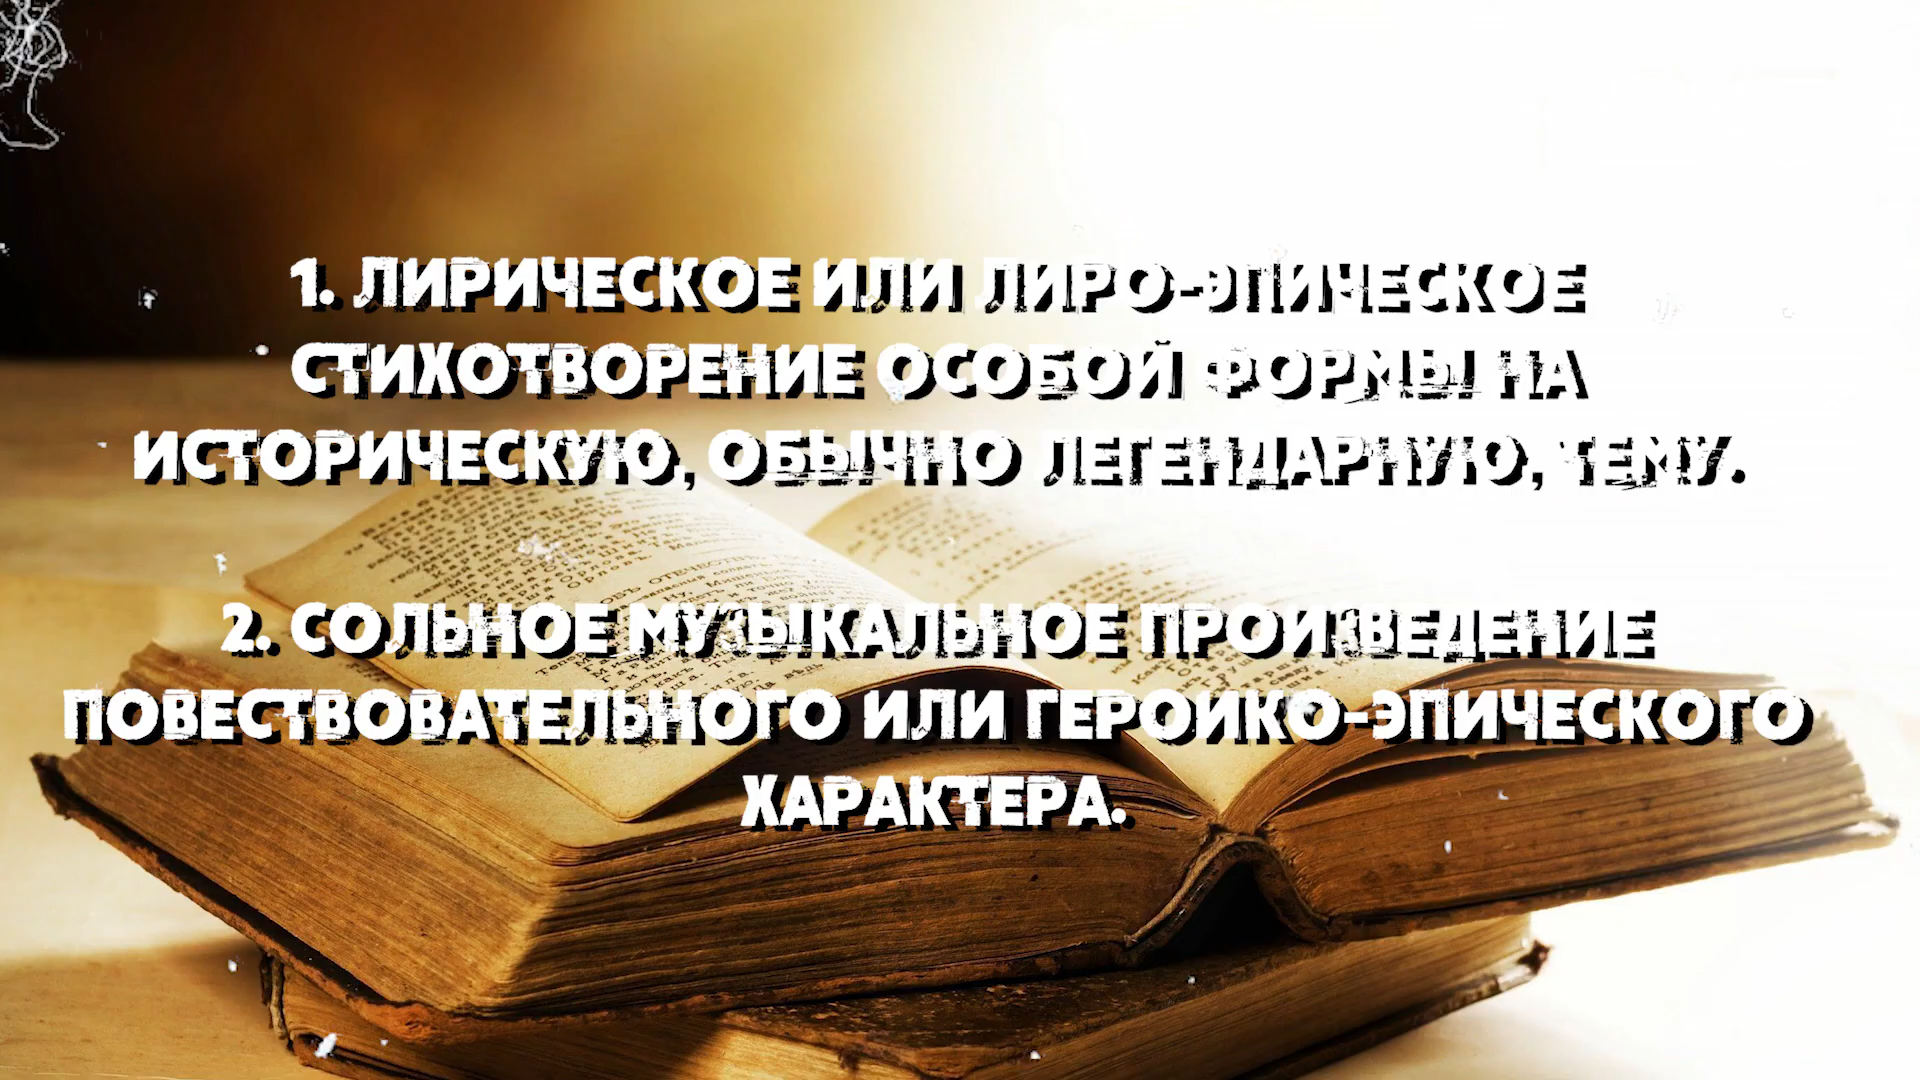 1. ЛИРИЧЕСКОЕ ИЛИ ЛИРО-ЭПИЧЕСКОЕ
СТИХОТВОРЕНИЕ ОСОБОЙ ФОРМЫ НА
ИСТОРИЧЕСКУЮ, ОБЫЧНО ЛЕГЕНДАРНУЮ, ТЕМУ.
2. СОЛЬНОЕ МУЗЫКАЛЬНОЕ ПРОИЗВЕДЕНИЕ
ПОВЕСТВОВАТЕЛЬНОГО ИЛИ ГЕРОИКО-ЭПИЧЕСКОГО
ХАРАКТЕРА.